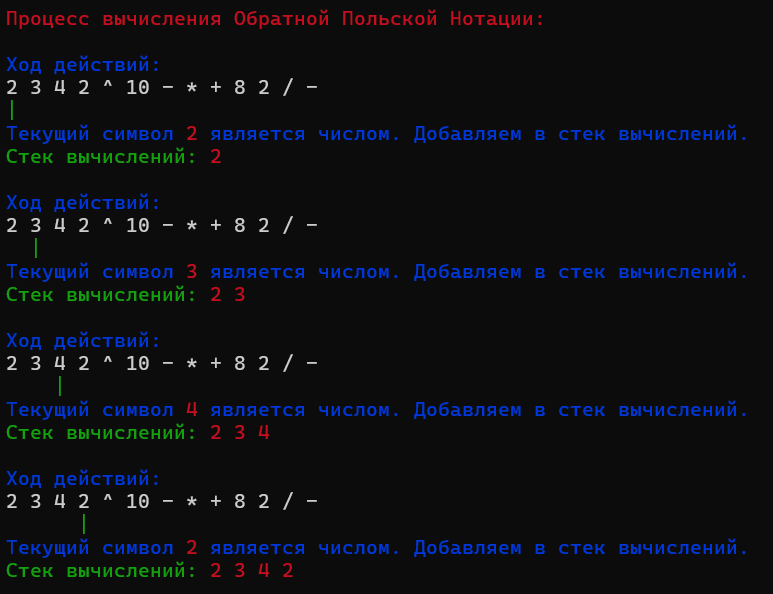 Процесс вычисления Обратной Польской Нотации:
Ход действий:
2 3 4 2 ^ 10 - * + 8 2 / -
|
Текущий символ 2 является числом. Добавляем в стек вычислений.
Стек вычислений: 2
Ход действий:
2 3 4 2 ^ 10 - * + 8 2 / -
|
Текущий символ 3 является числом. Добавляем в стек вычислений.
Стек вычислений: 2 3
Ход действий:
2 3 4 2 ^ 10 - * + 8 2 / -
|
Текущий символ 4 является числом. Добавляем в стек вычислений.
Стек вычислений: 2 3 4
Ход действий:
2 3 4 2 ^ 10 - * + 8 2 / -
|
Текущий символ 2 является числом. Добавляем в стек вычислений.
Стек вычислений: 2 3 4 2